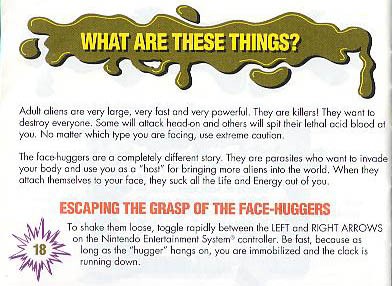 WHAT ARE THESE THINGS?
Adult aliens are very large, very fast and very powerful. They are killers! They want to
destroy everyone. Some will attack head-on and others will spit their lethal acid blood at
you. No matter which type you are facing, use extreme caution.
The face-huggers are a completely different story. They are parasites who want to invade
your body and use you as a "host" for bringing more aliens into the world. When they
attach themselves to your face, they suck all the Life and Energy out of you.
ESCAPING THE GRASP OF THE FACE-HUGGERS
To shake them loose, toggle rapidly between the LEFT and RIGHT ARROWS
on the Nintendo Entertainment System® controller. Be fast, because as
long as the "hugger" hangs on, you are immobilized and the clock is
running down.
18